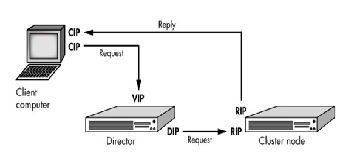 Reply
CIP
CIP
Request
Client
computer
VIP
RIP
DIP
RIP
Director
Request
Cluster node